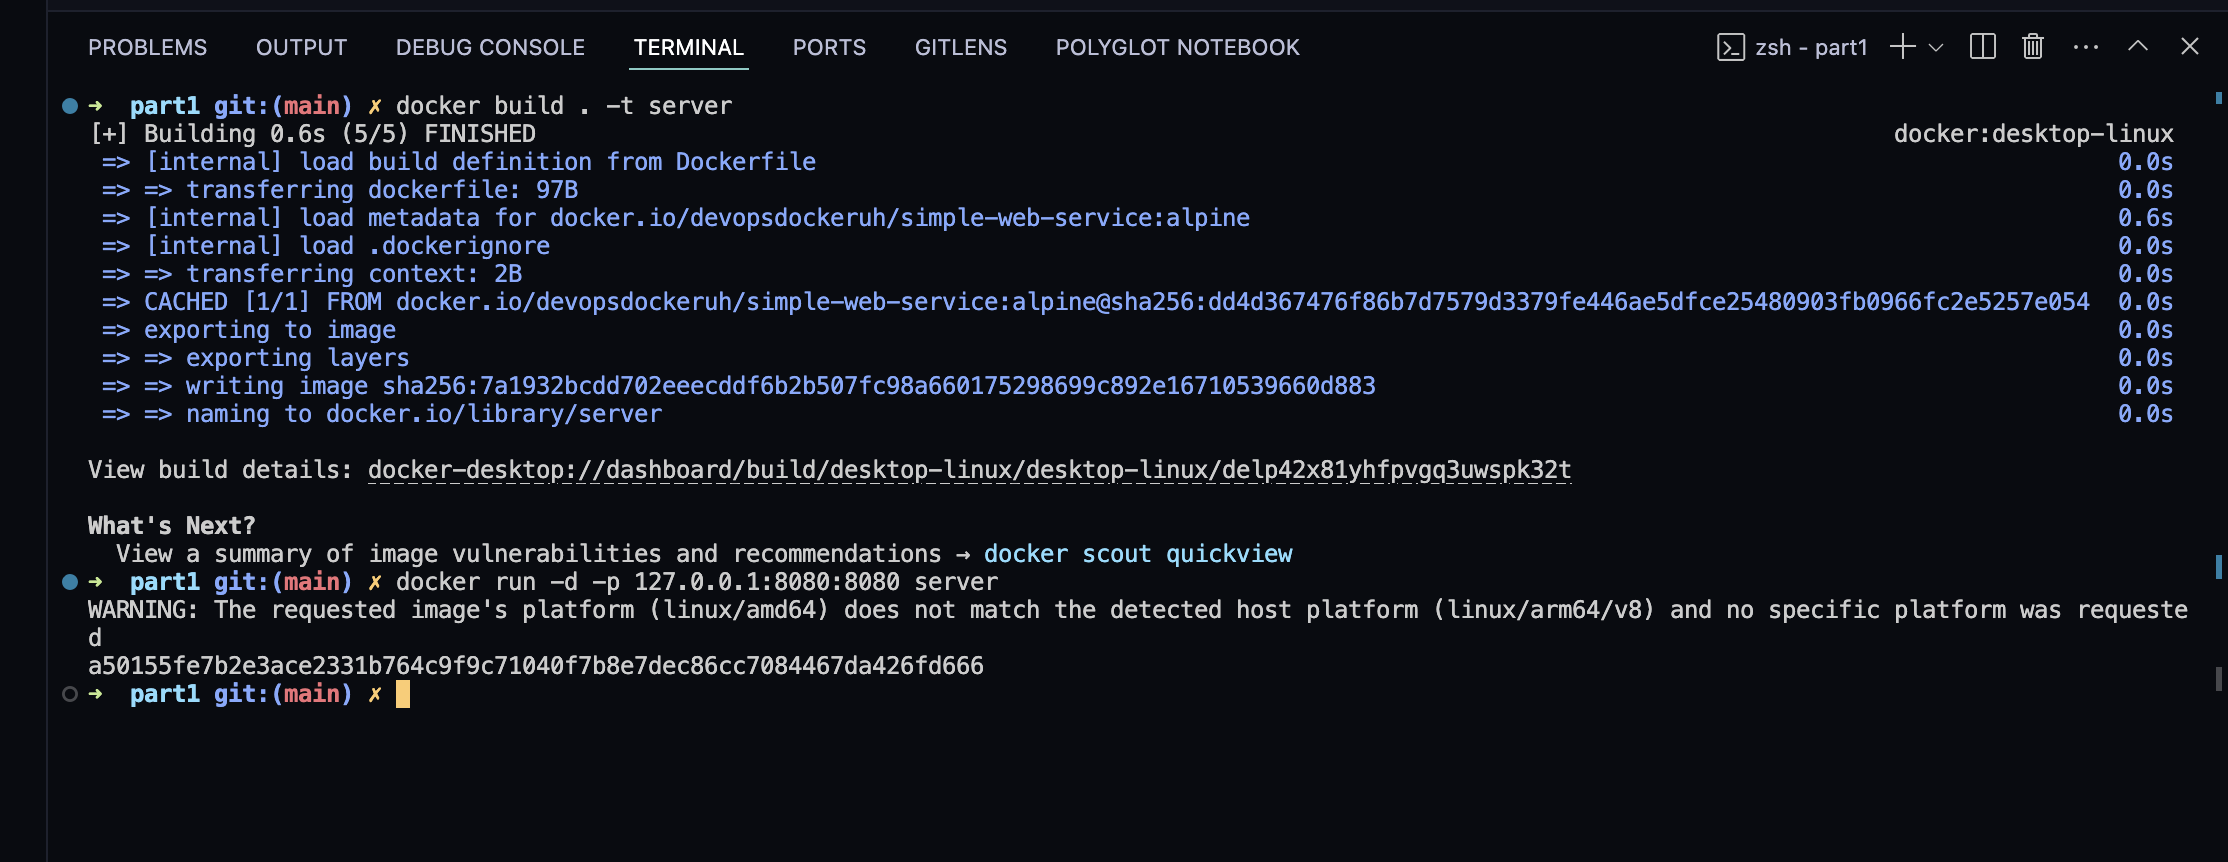 PROBLEMS OUTPUT DEBUG CONSOLE TERMINAL PORTS GITLENS POLYGLOT NOTEBOOK zsh - part1
➜ part1 git:(main) ✗ docker build . -t server
[+] Building 0.6s (5/5) FINISHED docker:desktop-linux
=> [internal] load build definition from Dockerfile 0.0s
=> => transferring dockerfile: 97B 0.0s
=> [internal] load metadata for docker.io/devopsdockeruh/simple-web-service:alpine 0.6s
=> [internal] load .dockerignore 0.0s
=> => transferring context: 2B 0.0s
=> CACHED [1/1] FROM docker.io/devopsdockeruh/simple-web-service:alpine@sha256:dd4d367476f86b7d7579d3379fe446ae5dfce25480903fb0966fc2e5257e054 0.0s
=> exporting to image 0.0s
=> => exporting layers 0.0s
=> => writing image sha256:7a1932bcdd702eeecddf6b2b507fc98a660175298699c892e16710539660d883 0.0s
=> => naming to docker.io/library/server 0.0s
View build details: docker-desktop://dashboard/build/desktop-linux/desktop-linux/delp42x81yhfpvgq3uwspk32t
What's Next?
View a summary of image vulnerabilities and recommendations → docker scout quickview
➜ part1 git:(main) ✗ docker run -d -p 127.0.0.1:8080:8080 server
WARNING: The requested image's platform (linux/amd64) does not match the detected host platform (linux/arm64/v8) and no specific platform was requeste
d
a50155fe7b2e3ace2331b764c9f9c71040f7b8e7dec86cc7084467da426fd666
➜ part1 git:(main) ✗